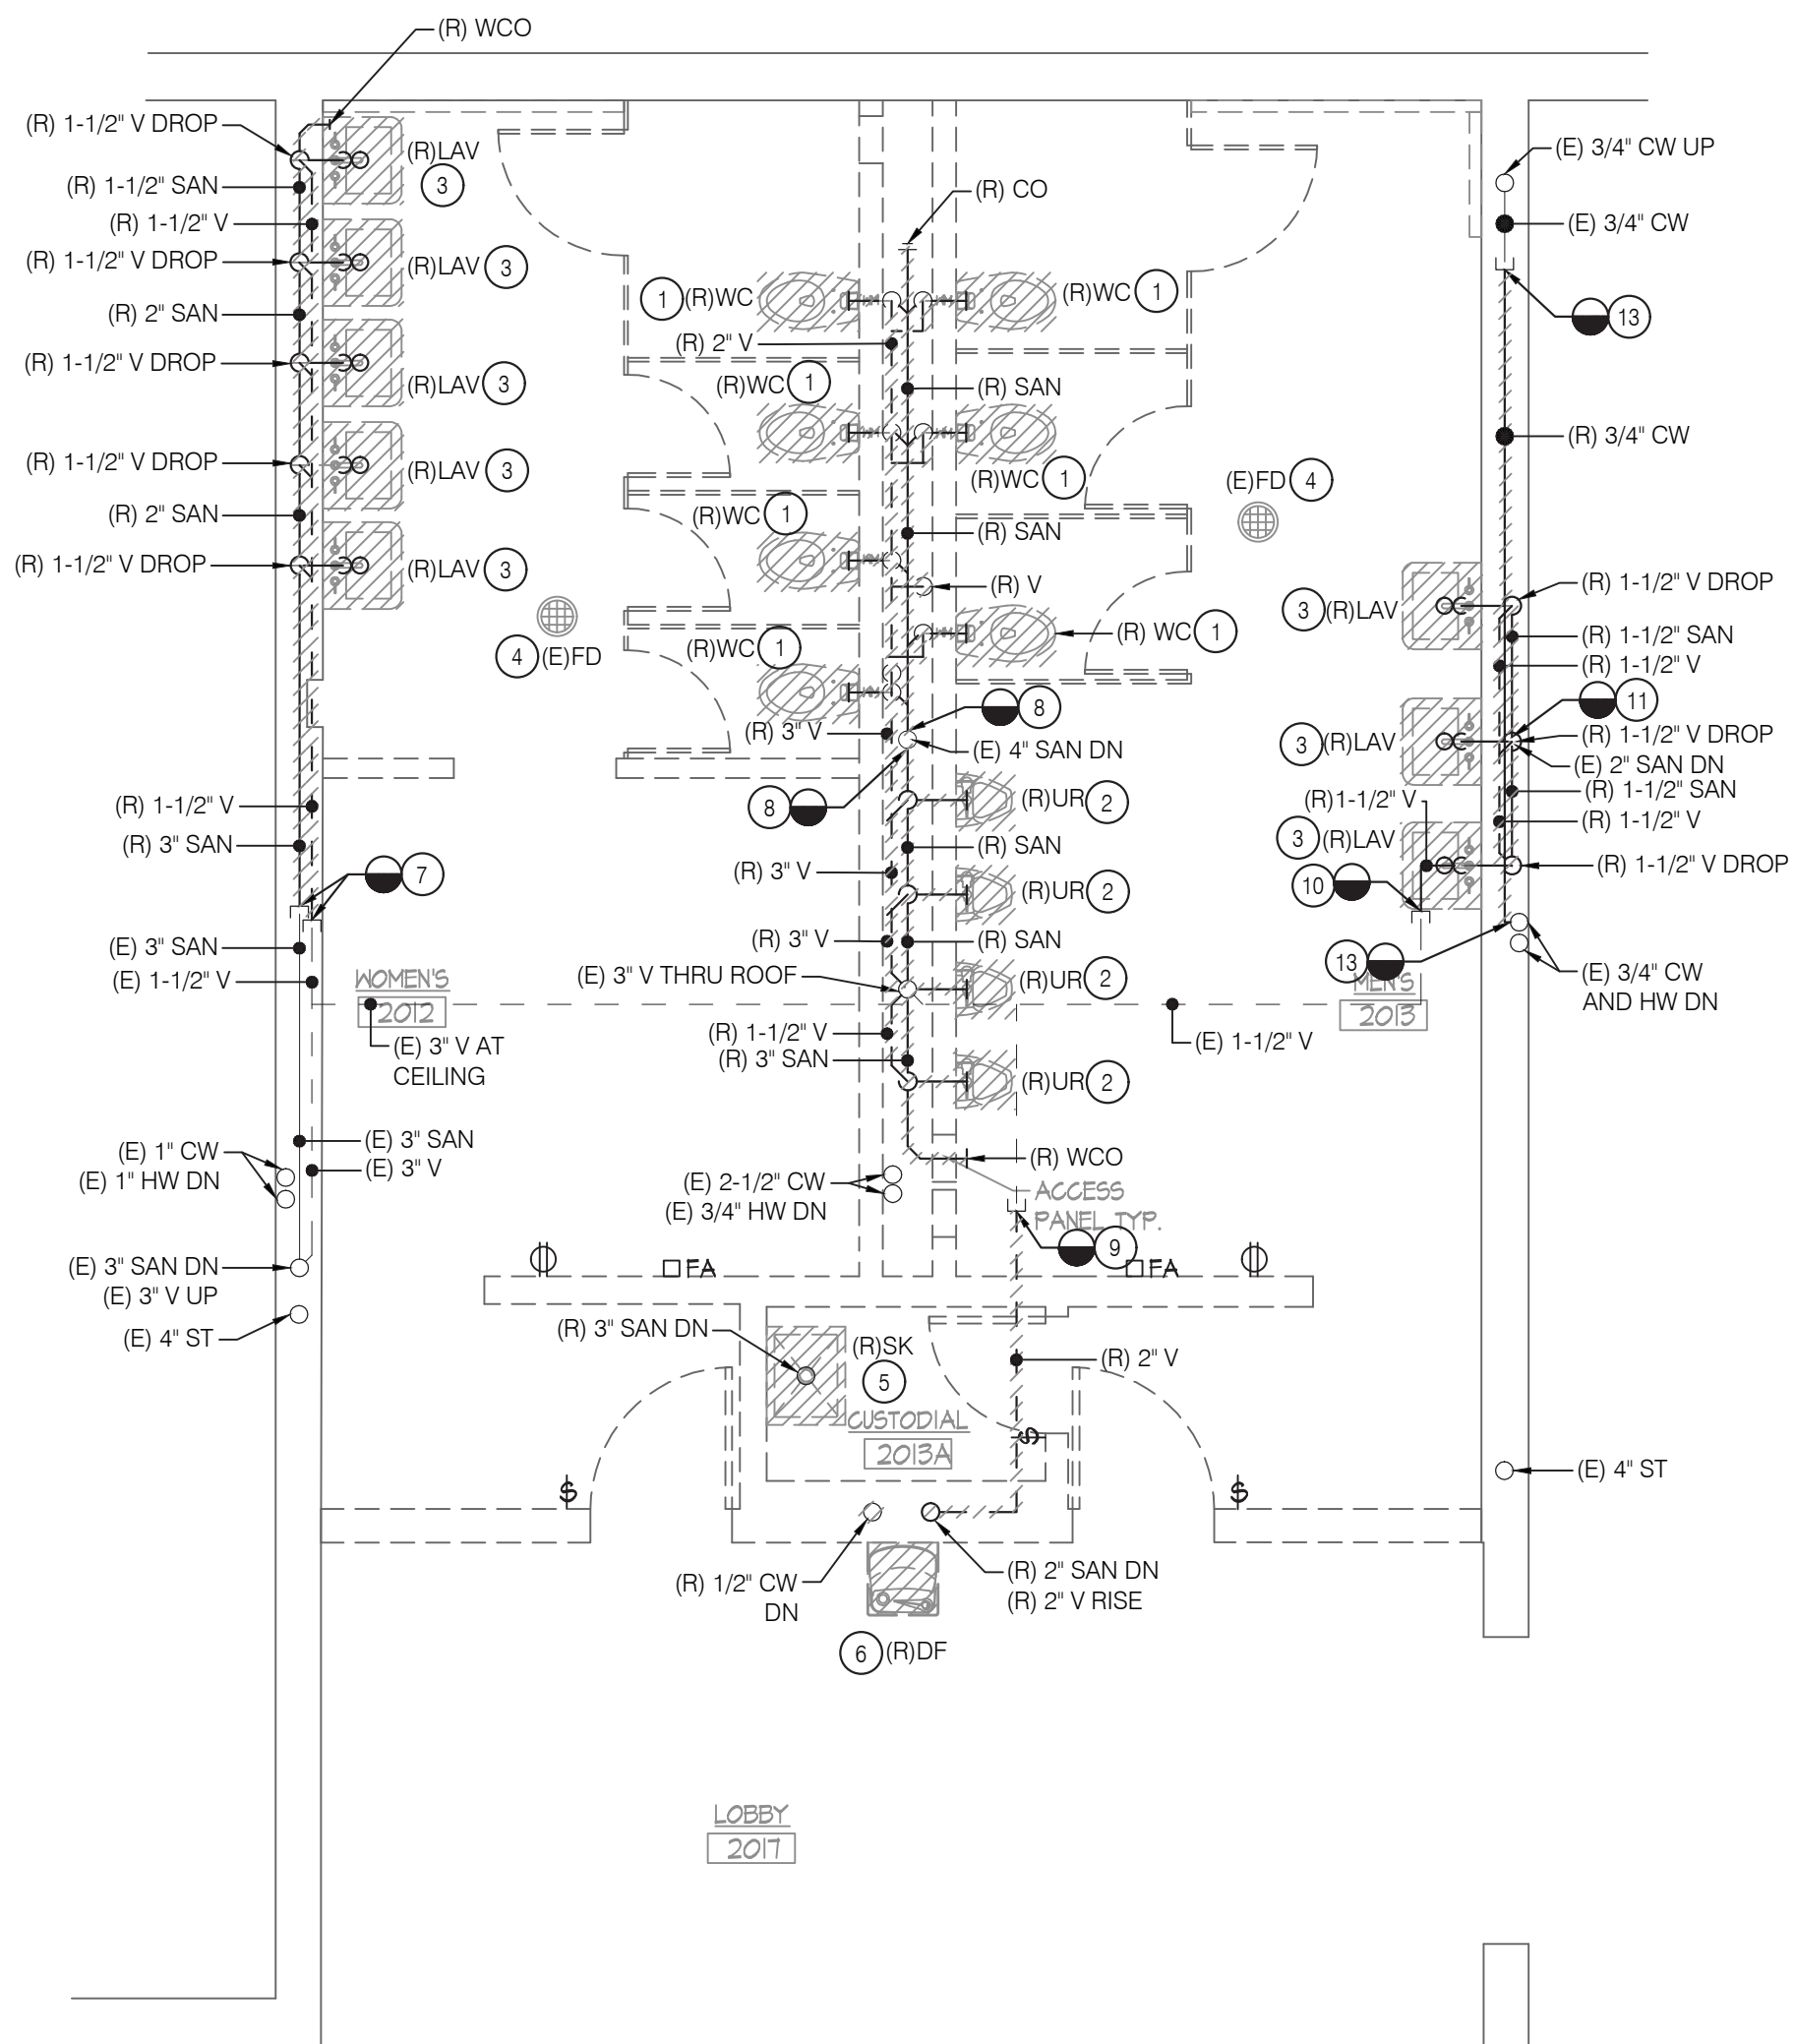 (R) WCO
(R) 1-1/2" V DROP
(R) 1-1/2" SAN
(R) 1-1/2" V
(R) 1-1/2" V DROP
(R) 2" SAN
(R) 1-1/2" V DROP
(R) 1-1/2" V DROP
(R) 2" SAN
(R) 1-1/2" V DROP
(R)LAV
3
(R)LAV 3
(R)LAV 3
(R)LAV 3
(R)LAV 3
4 (E)FD
(R) 1-1/2" V
(R) 3" SAN
7
(E) 3" SAN
(E) 1-1/2" V
WOMEN'S
2012
(E) 3" V AT
CEILING
(E) 3" SAN
(E) 3" V
(E) 1" CW
(E) 1" HW DN
(E) 3" SAN DN
(E) 3" V UP
(E) 4" ST
(R) CO
1 (R)WC
(R)WC 1
(R) 2" V
(R)WC 1
(R) SAN
(R)WC 1
(R)WC 1
(R) SAN
(R) V
(R)WC 1
(R) WC 1
8
(R) 3" V
(E) 4" SAN DN
8
(R)UR 2
(R) SAN
(R) 3" V
(R)UR 2
(R) 3" V
(R) SAN
(E) 3" V THRU ROOF
(R)UR 2
(R) 1-1/2" V
(R) 3" SAN
(R)UR 2
(R) WCO
(E) 2-1/2" CW
(E) 3/4" HW DN
ACCESS
PANEL TYP.
9
FA
FA
(R) 3" SAN DN
(R)SK
5
(R) 2" V
CUSTODIAL
2013A
$
$
$
(R) 1/2" CW
DN
(R) 2" SAN DN
(R) 2" V RISE
6 (R)DF
(E) 3/4" CW UP
(E) 3/4" CW
13
(R) 3/4" CW
(E)FD 4
(R) 1-1/2" V DROP
3 (R)LAV
(R) 1-1/2" SAN
(R) 1-1/2" V
11
3 (R)LAV
(R) 1-1/2" V DROP
(E) 2" SAN DN
(R) 1-1/2" SAN
(R)1-1/2" V
(R) 1-1/2" V
3 (R)LAV
(R) 1-1/2" V DROP
10
13
(E) 3/4" CW
AND HW DN
MEN'S
2013
(E) 1-1/2" V
(E) 4" ST
LOBBY
2017